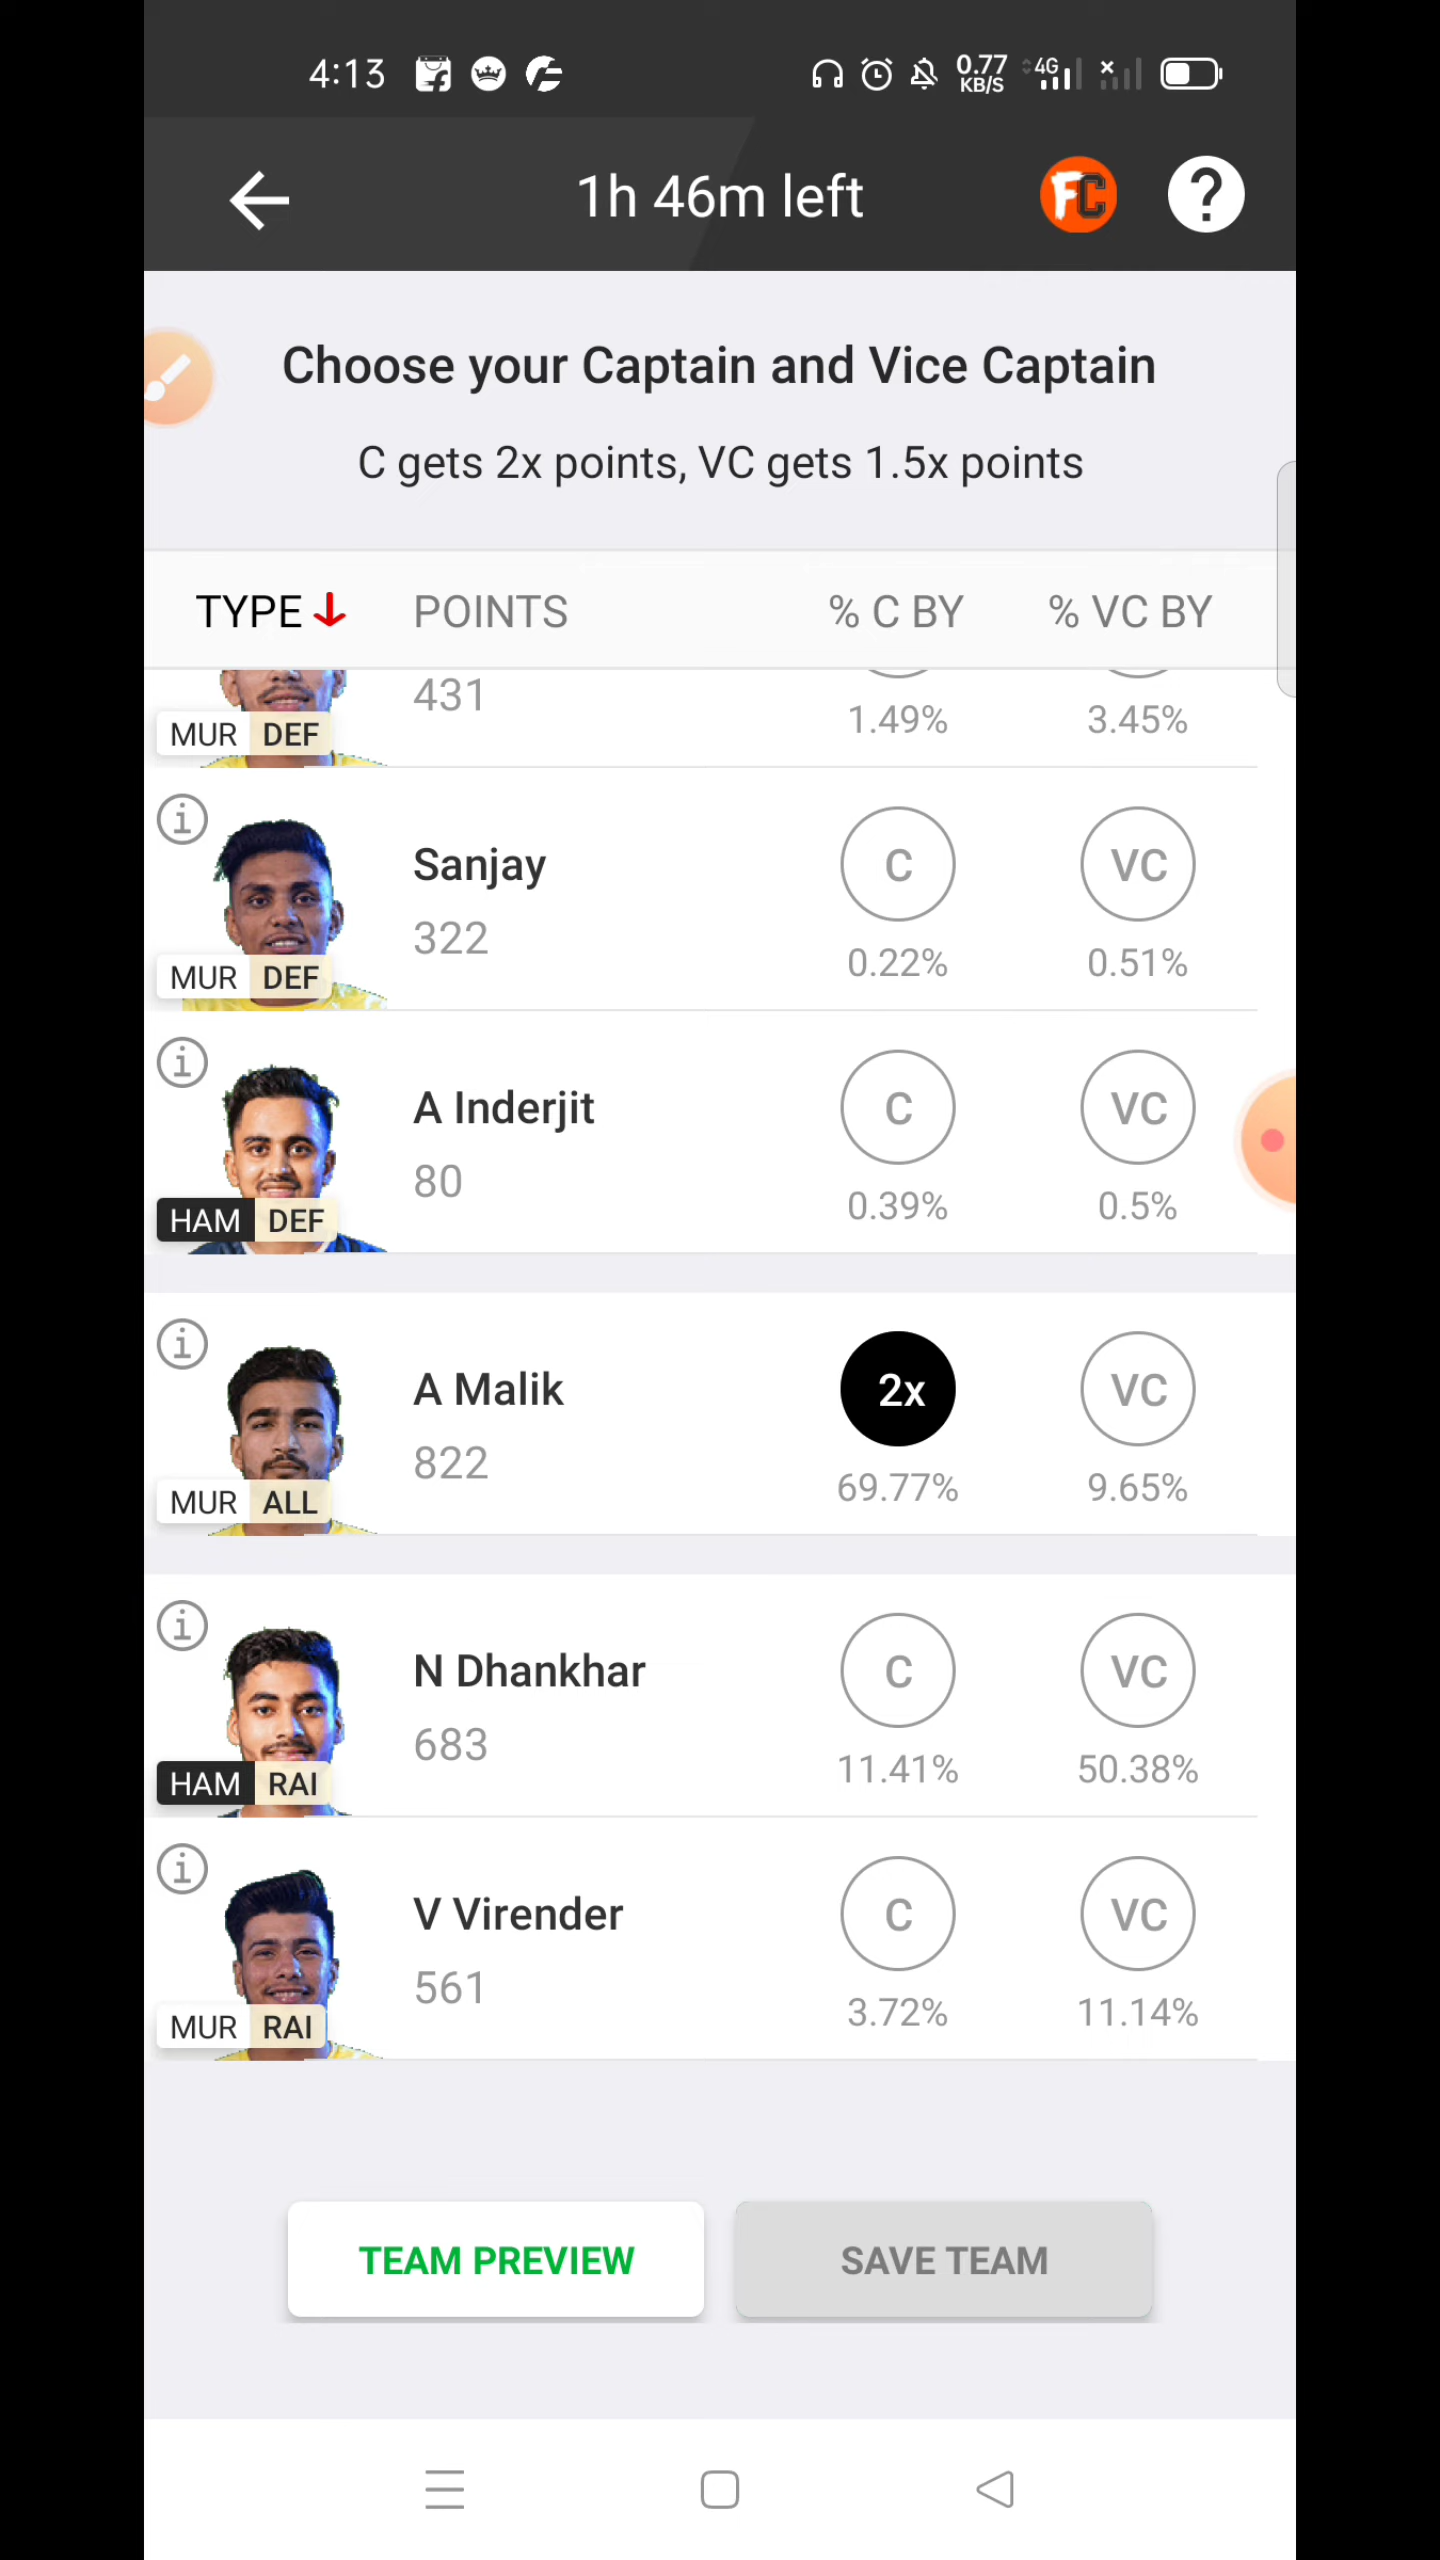 4:13
0.77
KB/S
4G
1h 46m left
FC
?
Choose your Captain and Vice Captain
C gets 2x points, VC gets 1.5x points
TYPE POINTS % C BY % VC BY
431
1.49% 3.45%
MUR DEF
i
Sanjay C VC
322
0.22% 0.51%
MUR DEF
i
A Inderjit C VC
80
0.39% 0.5%
HAM DEF
i
A Malik 2x VC
822
69.77% 9.65%
MUR ALL
i
N Dhankhar C VC
683
11.41% 50.38%
HAM RAI
i
V Virender C VC
561
3.72% 11.14%
MUR RAI
TEAM PREVIEW SAVE TEAM